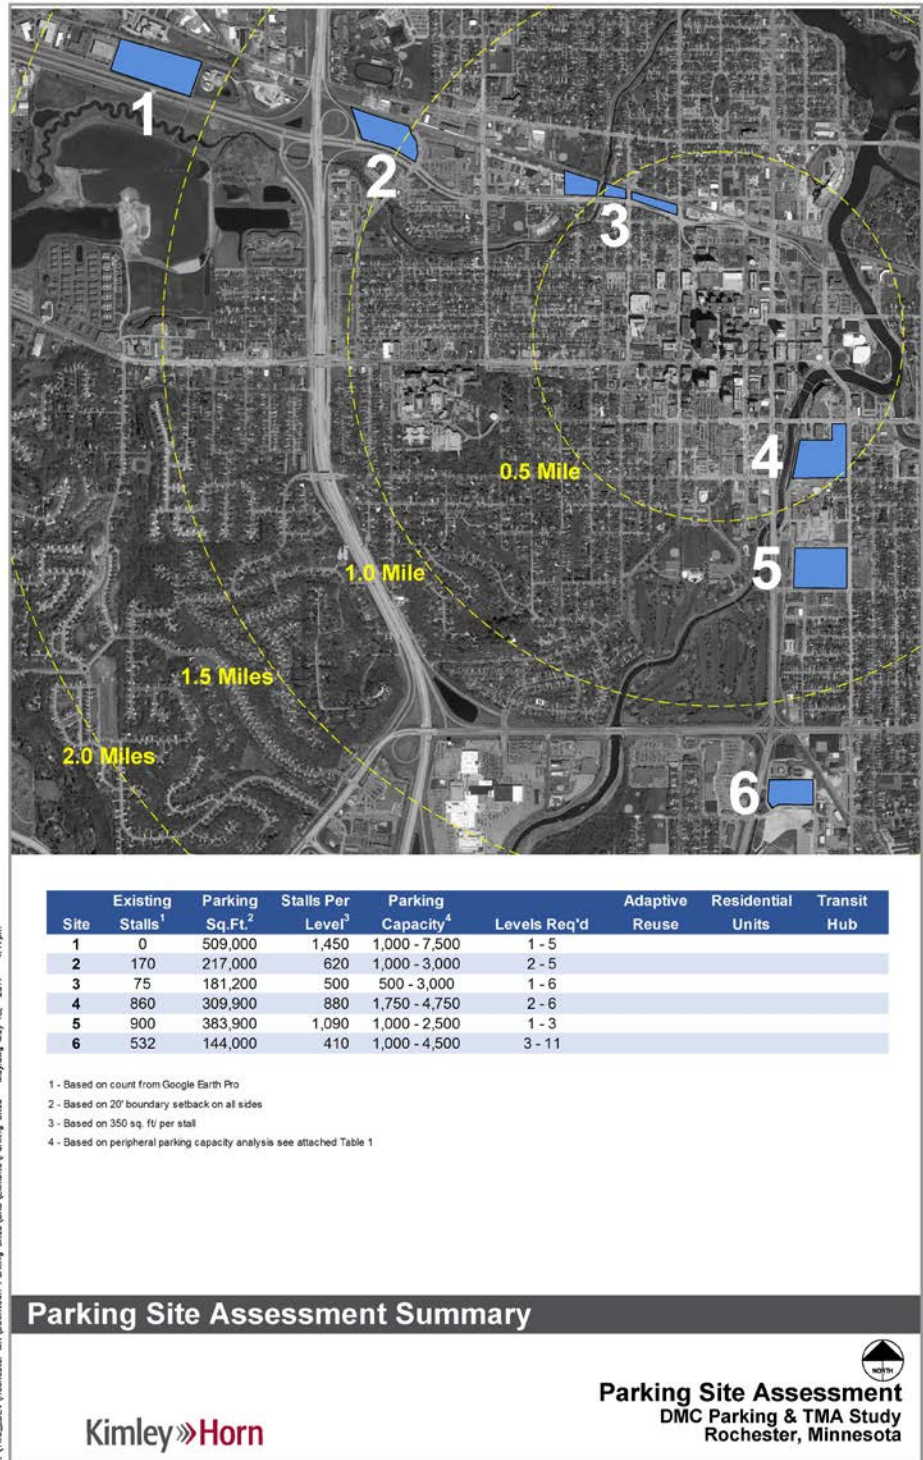 1
2
3
4
0.5 Mile
5
1.0 Mile
1.5 Miles
2.0 Miles
6
Existing Parking Stalls Per Parking Adaptive Residential Transit
Site Stalls1 Sq.Ft.2 Level3 Capacity4 Levels Req'd Reuse Units Hub
1 0 509,000 1,450 1,000 - 7,500 1 - 5
2 170 217,000 620 1,000 - 3,000 2 - 5
3 75 181,200 500 500 - 3,000 1 - 6
4 860 309,900 880 1,750 - 4,750 2 - 6
5 900 383,900 1,090 1,000 - 2,500 1 - 3
6 532 144,000 410 1,000 - 4,500 3 - 11
1 - Based on count from Google Earth Pro
2 - Based on 20' boundary setback on all sides
3 - Based on 350 sq. ft/ per stall
4 - Based on peripheral parking capacity analysis see attached Table 1
Parking Site Assessment Summary
NORTH
Parking Site Assessment
DMC Parking & TMA Study
Rochester, Minnesota
Kimley»Horn